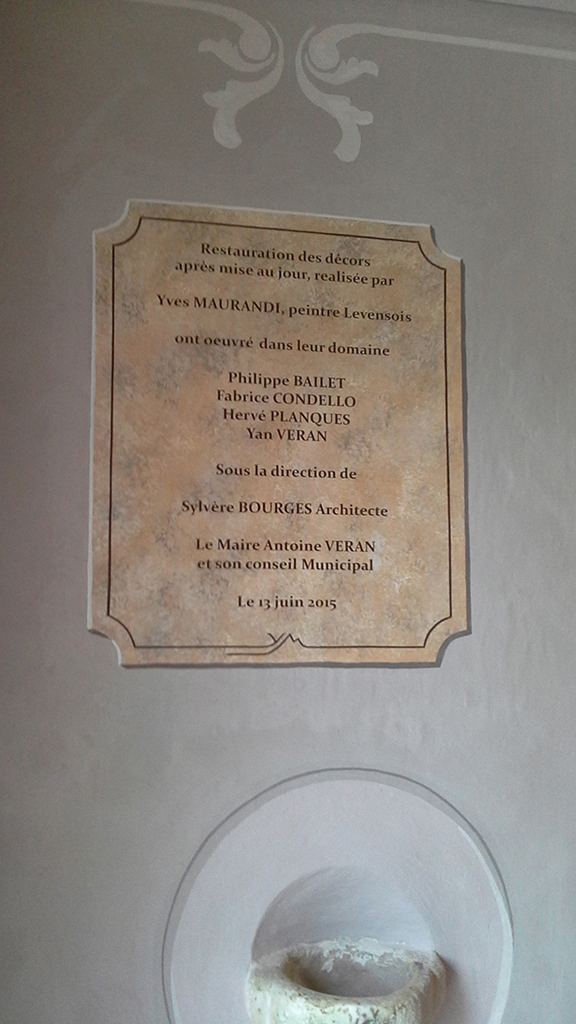 Restauration des décors
après mise au jour, realisée par
Yves MAURANDI, peintre Levensois
ont oeuvré dans leur domaine
Philippe BAILET
Fabrice CONDELLO
Hervé PLANQUES
Yan VERAN
Sous la direction de
Sylvère BOURGES Architecte
Le Maire Antoine VERAN
et son conseil Municipal
Le 13 juin 2015
YM